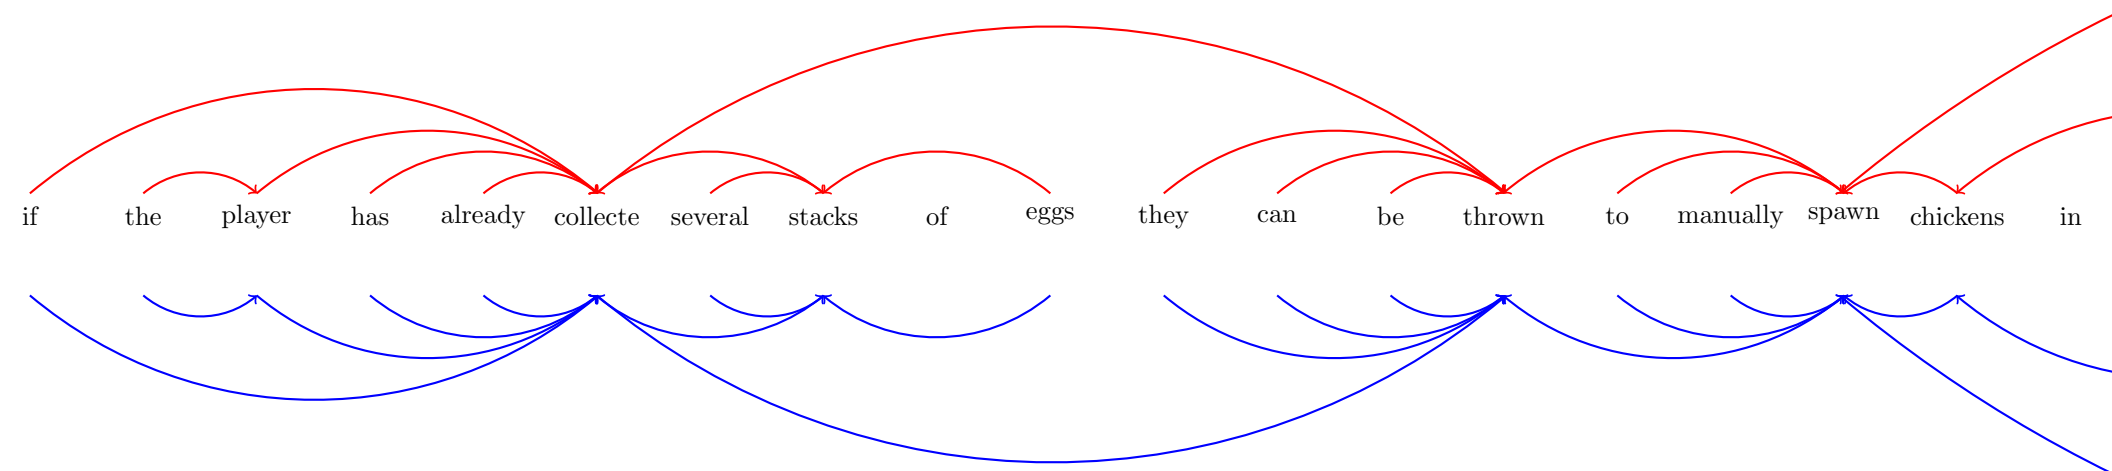 if the player has already collecte several stacks of eggs they can be thrown to manually spawn chickens in